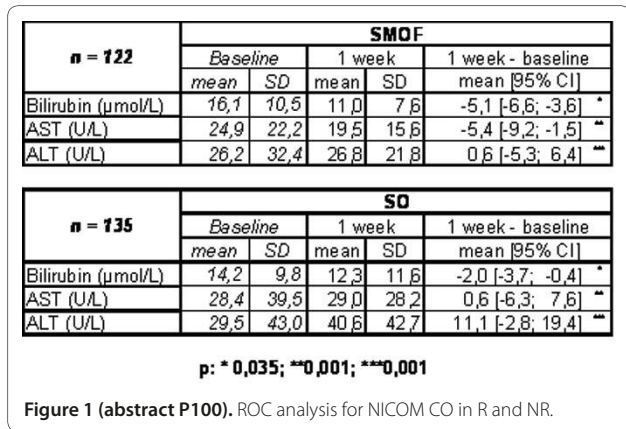 n = 122 SMOF
Baseline 1 week 1 week - baseline
mean SD mean SD mean [95% CI]
Bilirubin (µmol/L) 16,1 10,5 11,0 7,6 -5,1 [-6,6; -3,6] *
AST (U/L) 24,9 22,2 19,5 15,6 -5,4 [-9,2; -1,5] **
ALT (U/L) 26,2 32,4 26,8 21,8 0,6 [-5,3; 6,4] ***
n = 135 SO
Baseline 1 week 1 week - baseline
mean SD mean SD mean [95% CI]
Bilirubin (µmol/L) 14,2 9,8 12,3 11,6 -2,0 [-3,7; -0,4] *
AST (U/L) 28,4 39,5 29,0 28,2 0,6 [-6,3; 7,6] **
ALT (U/L) 29,5 43,0 40,6 42,7 11,1 [-2,8; 19,4] ***
p: * 0,035; **0,001; ***0,001
Figure 1 (abstract P100). ROC analysis for NICOM CO in R and NR.